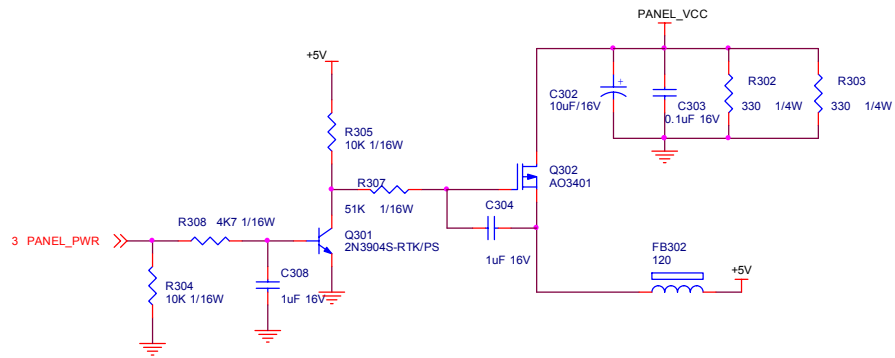 PANEL_VCC
+5V
R305
10K 1/16W
C302
10uF/16V
+
C303
0.1uF 16V
R302
330 1/4W
R303
330 1/4W
Q302
AO3401
R307
51K 1/16W
C304
1uF 16V
3 PANEL_PWR
R308 4K7 1/16W
Q301
2N3904S-RTK/PS
R304
10K 1/16W
C308
1uF 16V
FB302
120
+5V